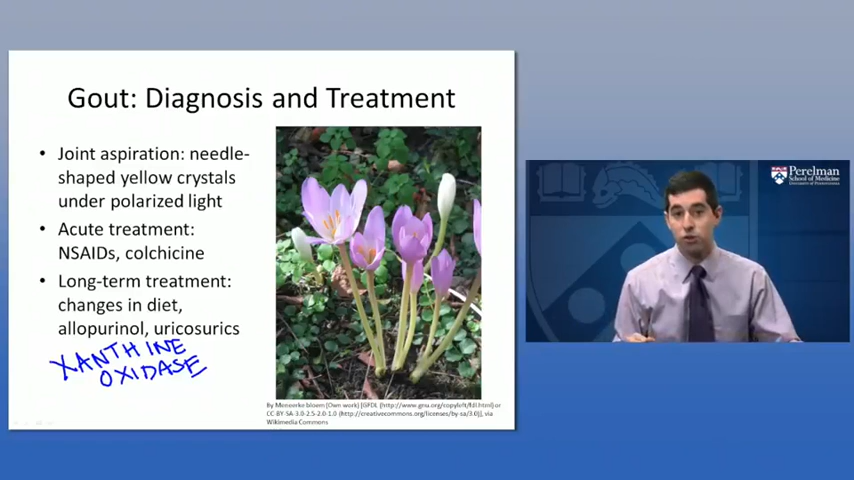 Gout: Diagnosis and Treatment
• Joint aspiration: needle-
shaped yellow crystals
under polarized light
• Acute treatment:
NSAIDs, colchicine
• Long-term treatment:
changes in diet,
allopurinol, uricosurics
XANTHINE
OXIDASE
By Meneerke bloem (Own work) [GFDL (http://www.gnu.org/copyleft/fdl.html) or
CC BY-SA 3.0-2.5-2.0-1.0 (http://creativecommons.org/licenses/by-sa/3.0)], via
Wikimedia Commons
Perelman
School of Medicine
University of Pennsylvania